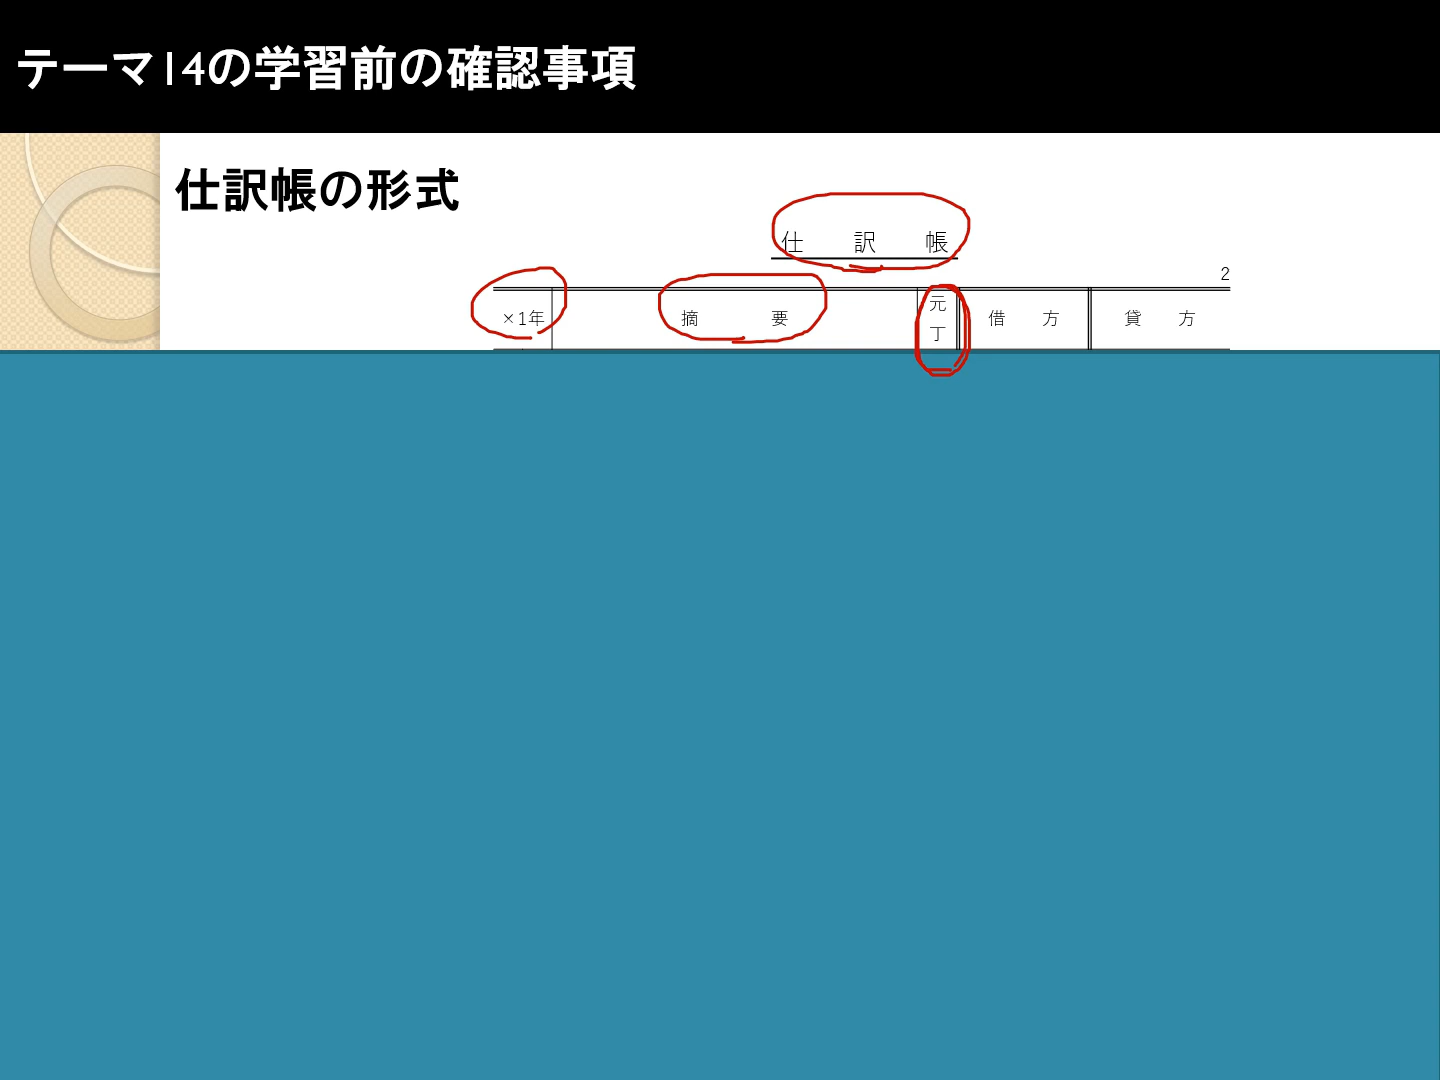 テーマ14の学習前の確認事項
仕訳帳の形式
仕 訳 帳
2
×1年 摘 要 元丁 借 方 貸 方